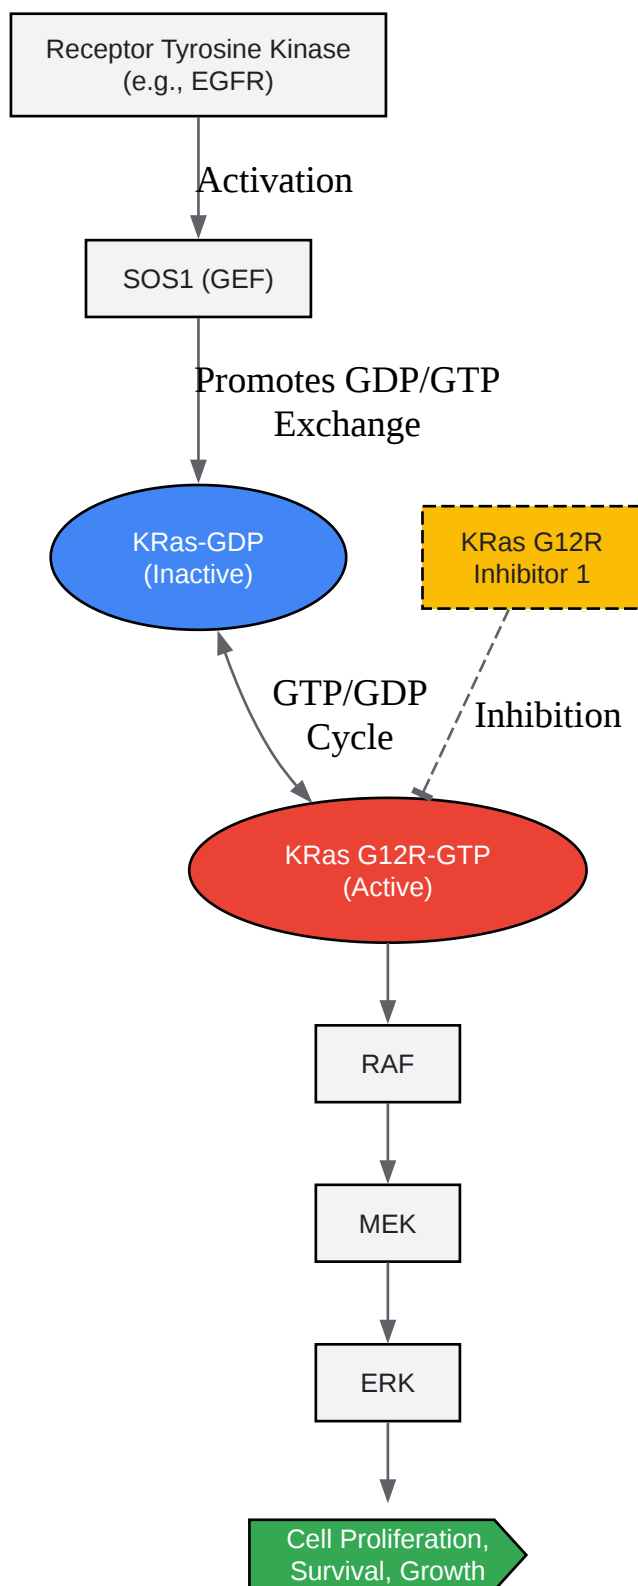 Receptor Tyrosine Kinase
(e.g., EGFR)
Activation
SOS1 (GEF)
Promotes GDP/GTP
Exchange
KRas-GDP
(Inactive)
KRas G12R
Inhibitor 1
GTP/GDP
Cycle
Inhibition
KRas G12R-GTP
(Active)
RAF
MEK
ERK
Cell Proliferation,
Survival, Growth